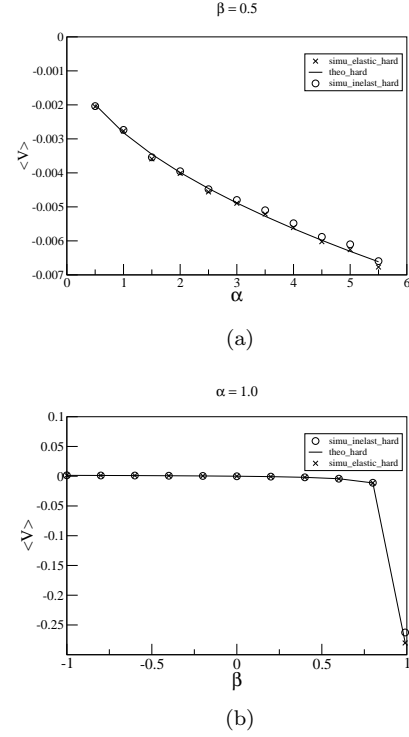 β = 0.5
0
-0.001
-0.002
-0.003
-0.004
-0.005
-0.006
-0.007
<V>
simu_elastic_hard
theo_hard
simu_inelast_hard
0 1 2 3 4 5 6
α
(a)
α = 1.0
0.1
0.05
0
-0.05
-0.1
-0.15
-0.2
-0.25
<V>
simu_inelast_hard
theo_hard
simu_elastic_hard
-1 -0.5 0 0.5 1
β
(b)